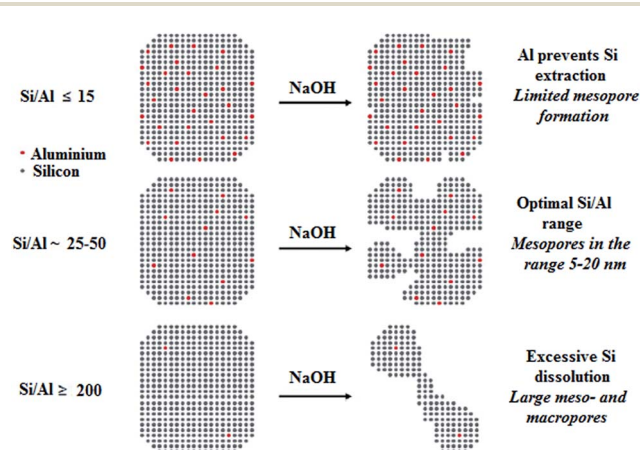 Si/Al ≤ 15
NaOH
Al prevents Si
extraction
Limited mesopore
formation
• Aluminium
• Silicon
Si/Al ~ 25-50
NaOH
Optimal Si/Al
range
Mesopores in the
range 5-20 nm
Si/Al ≥ 200
NaOH
Excessive Si
dissolution
Large meso- and
macropores